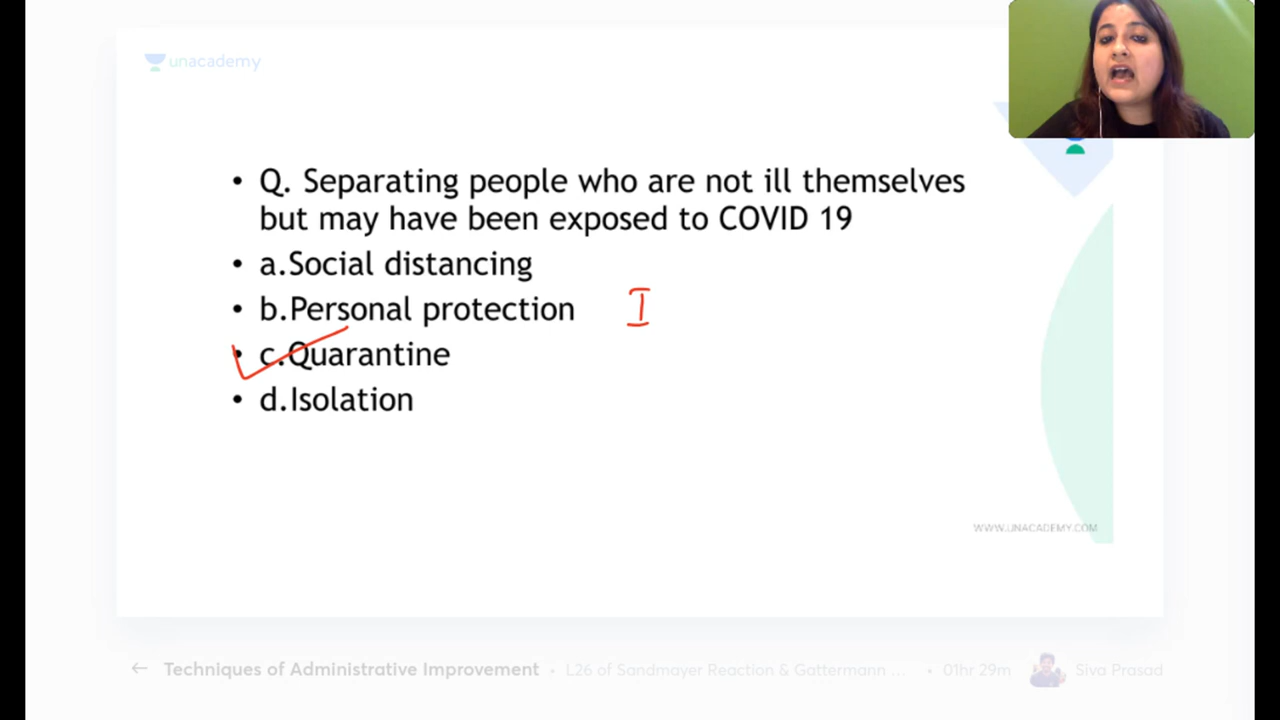 unacademy
• Q. Separating people who are not ill themselves
but may have been exposed to COVID 19
• a.Social distancing
• b.Personal protection I
• c.Quarantine
• d.Isolation
WWW.UNACADEMY.COM
← Techniques of Administrative Improvement • L26 of Sandmayer Reaction & Gattermann ... • 01hr 29m Siva Prasad